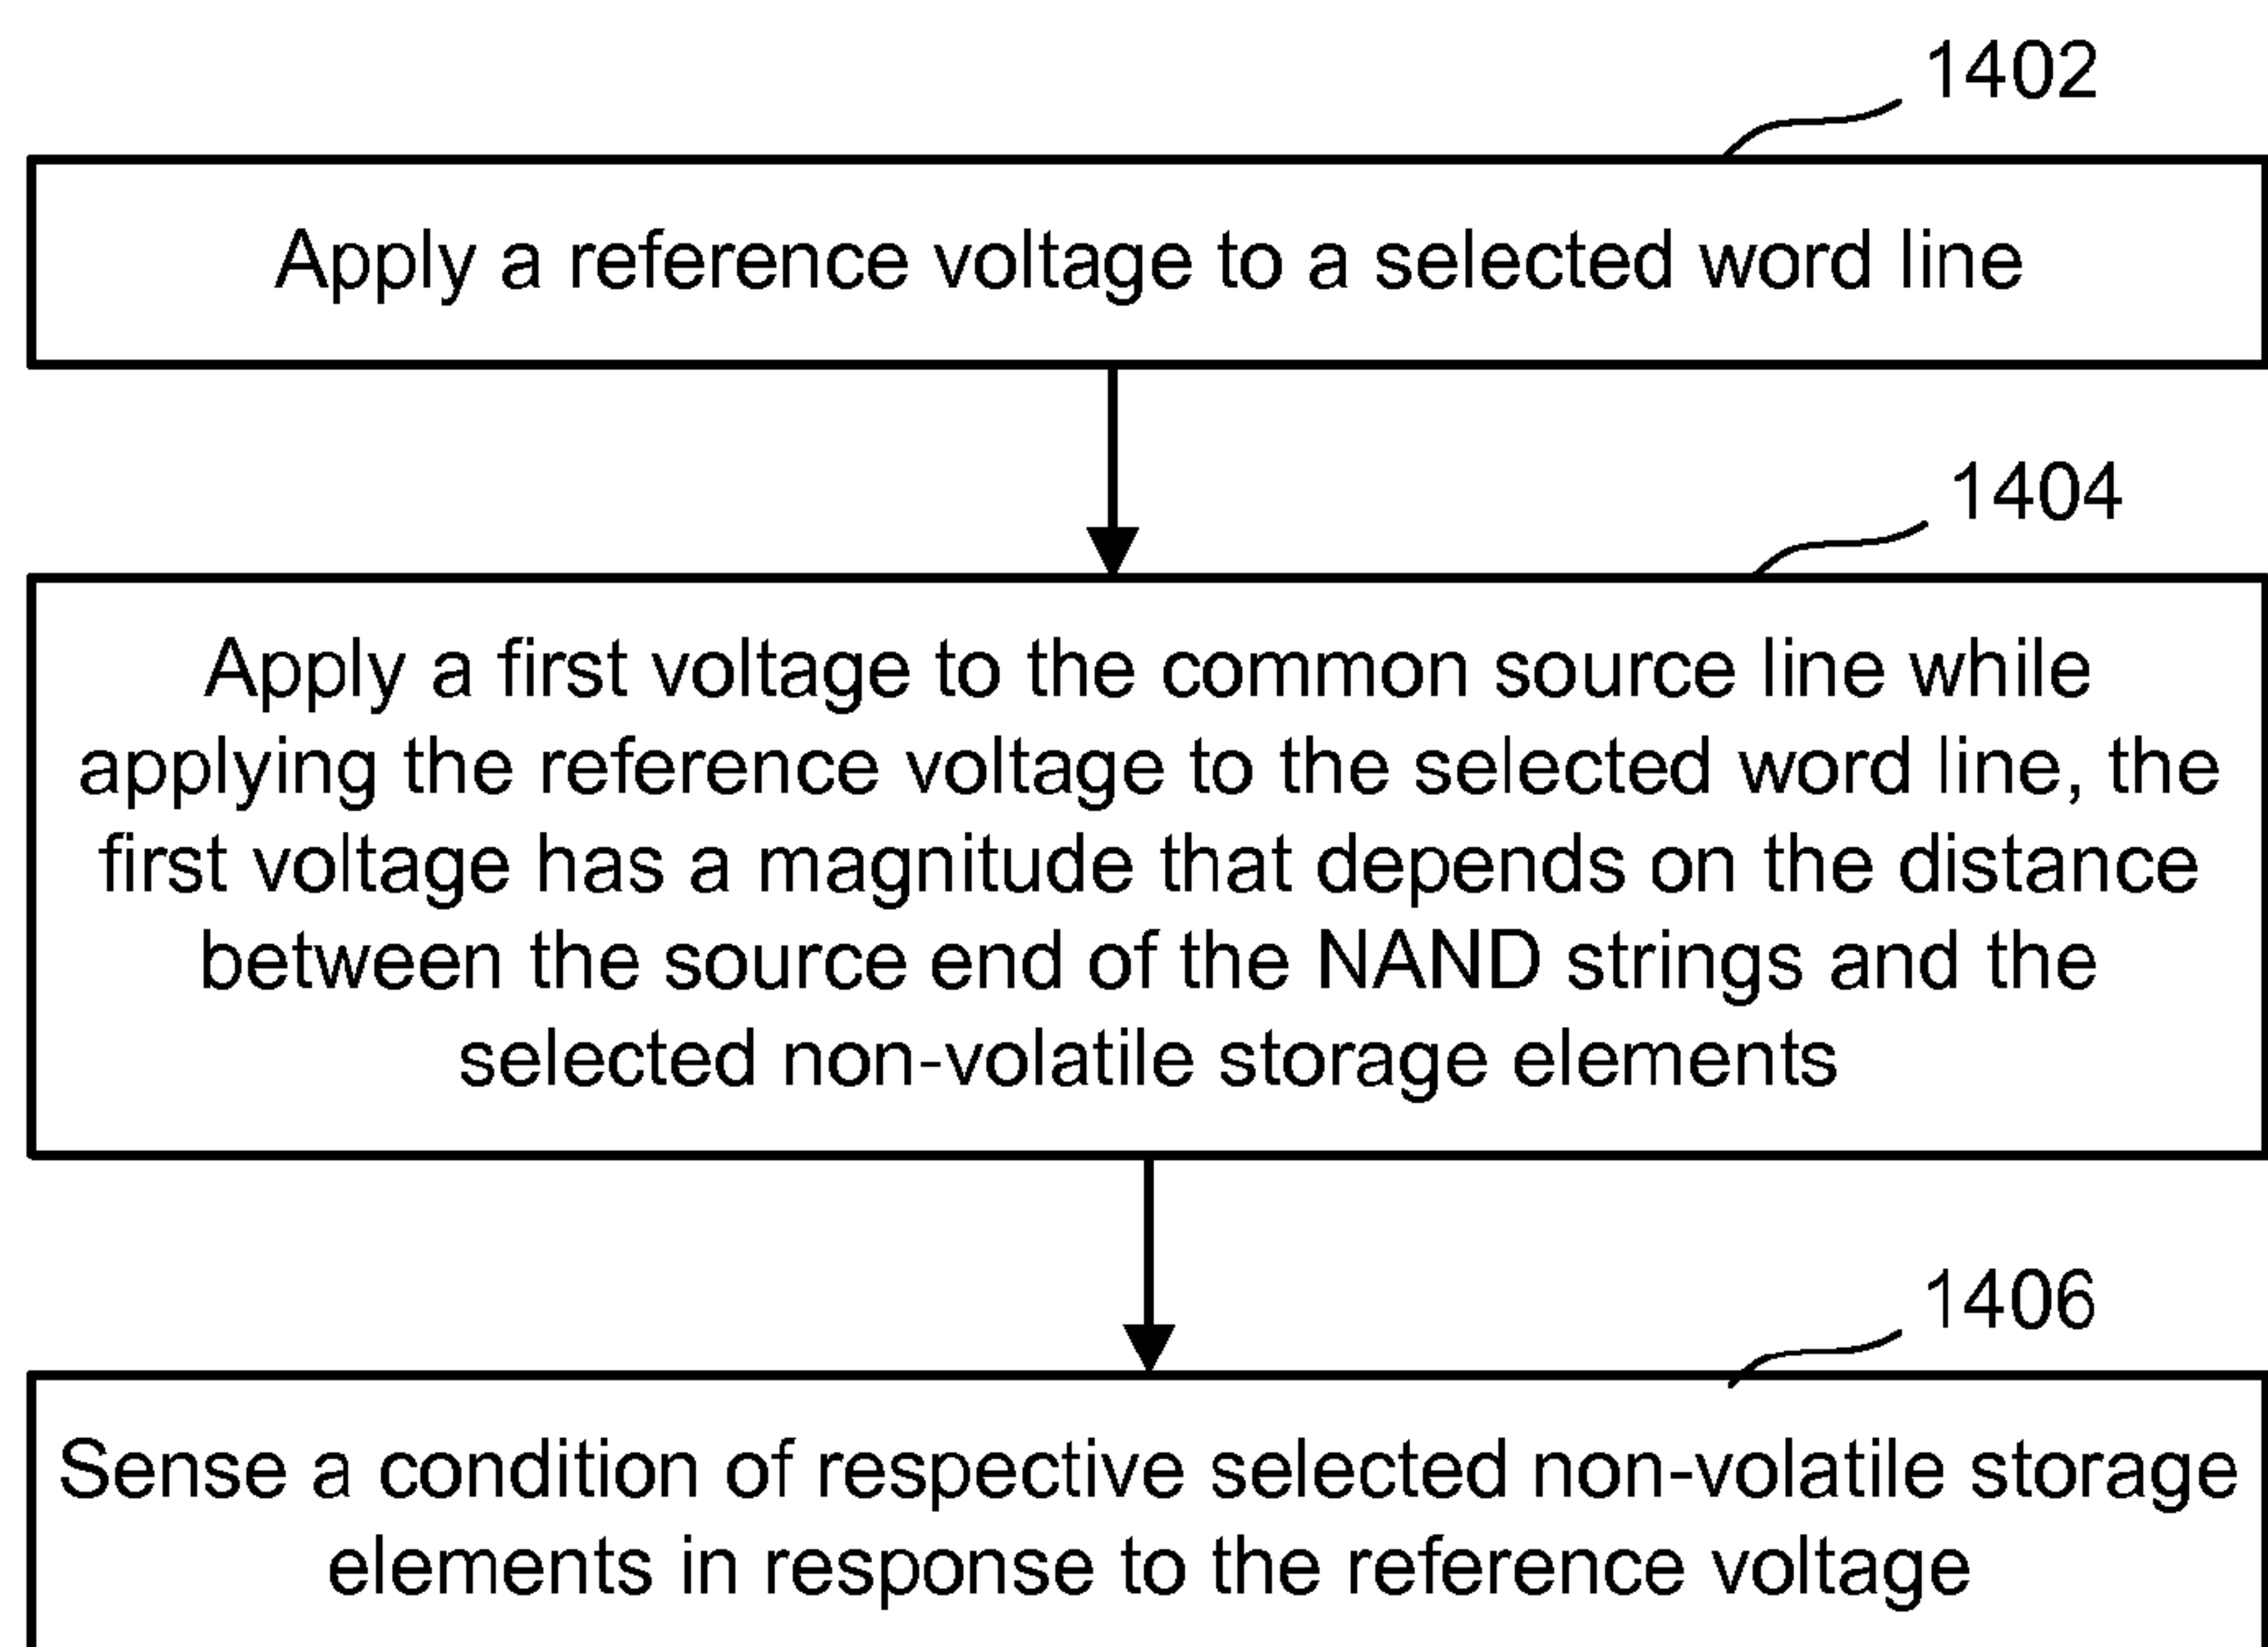 1402
Apply a reference voltage to a selected word line
1404
Apply a first voltage to the common source line while
applying the reference voltage to the selected word line, the
first voltage has a magnitude that depends on the distance
between the source end of the NAND strings and the
selected non-volatile storage elements
1406
Sense a condition of respective selected non-volatile storage
elements in response to the reference voltage